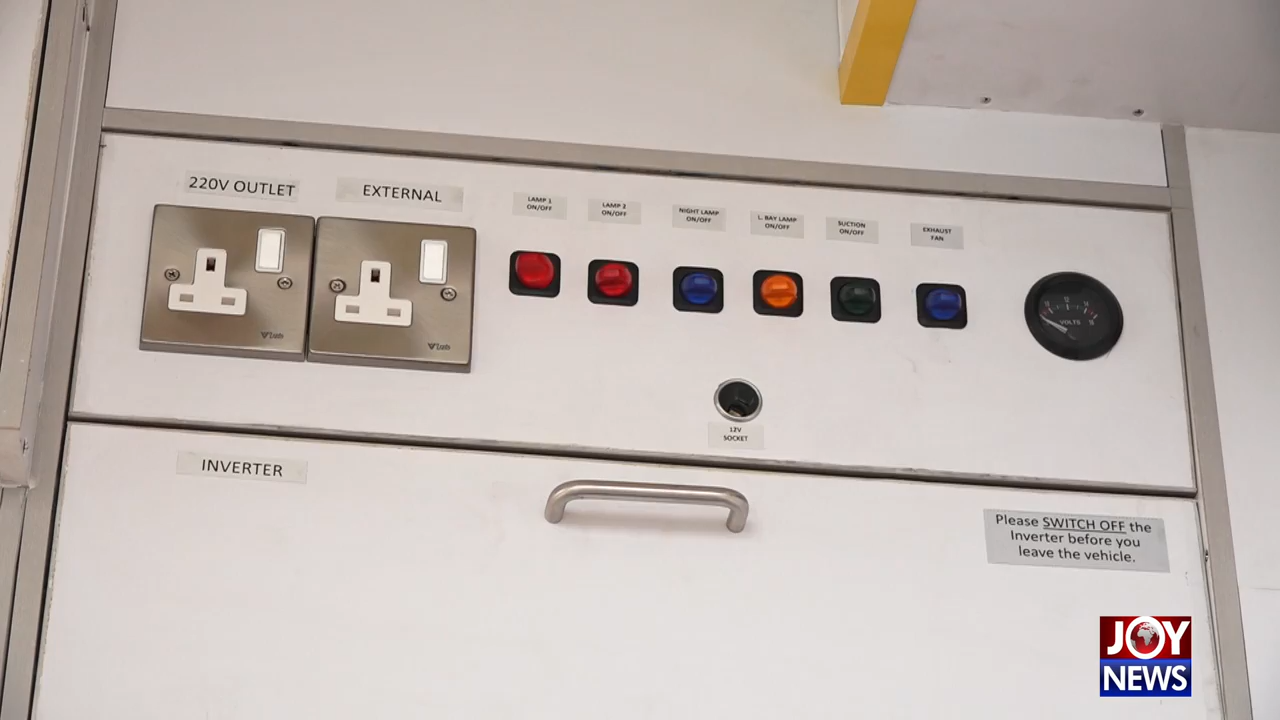 220V OUTLET
EXTERNAL
LAMP 1
ON/OFF
LAMP 2
ON/OFF
NIGHT LAMP
ON/OFF
L. BAY LAMP
ON/OFF
SUCTION
ON/OFF
EXHAUST
FAN
VOLTS
12V
SOCKET
INVERTER
Please SWITCH OFF the
Inverter before you
leave the vehicle.
JOY
NEWS